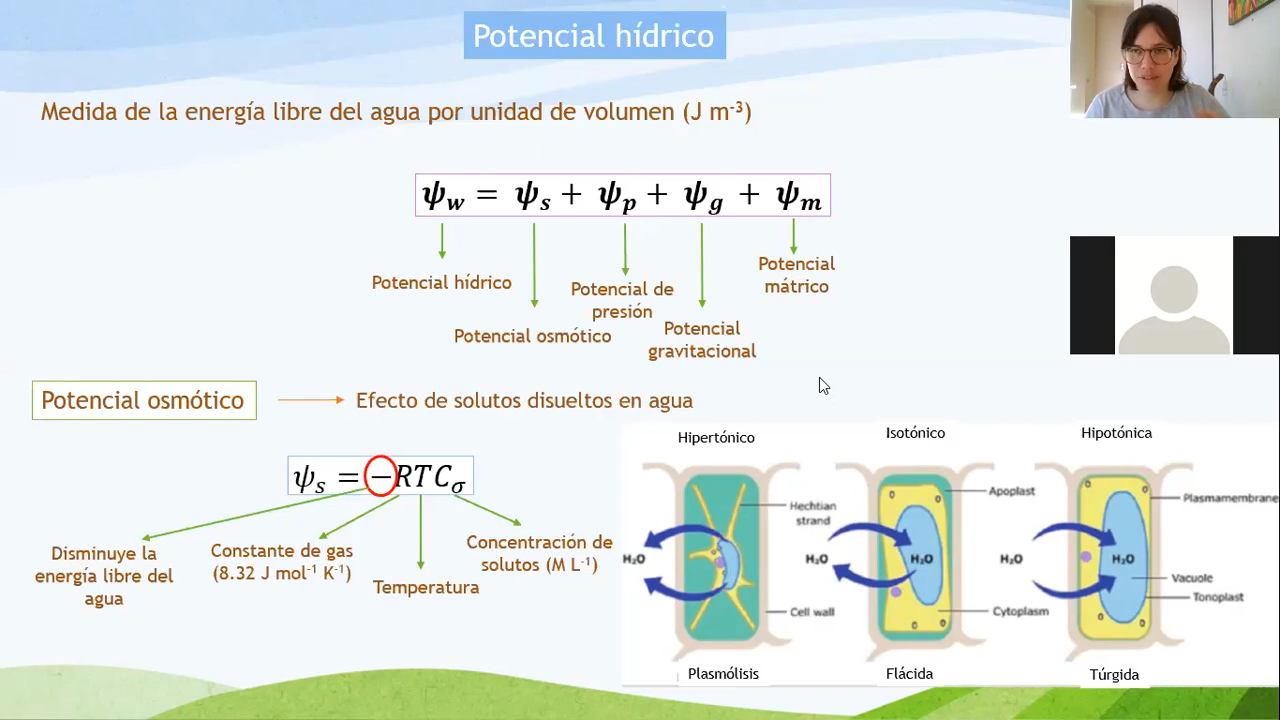 Potencial hídrico
Medida de la energía libre del agua por unidad de volumen (J m⁻³)
ψw = ψs + ψp + ψg + ψm
Potencial hídrico
Potencial osmótico
Potencial de
presión
Potencial
gravitacional
Potencial
mátrico
Potencial osmótico
Efecto de solutos disueltos en agua
ψs = −RTCσ
Disminuye la
energía libre del
agua
Constante de gas
(8.32 J mol⁻¹ K⁻¹)
Temperatura
Concentración de
solutos (M L⁻¹)
Hipertónico
Isotónico
Hipotónica
Hechtian
strand
Apoplast
Plasmamembrane
H₂O
H₂O
H₂O
H₂O
H₂O
Vacuole
Tonoplast
Cell wall
Cytoplasm
Plasmólisis
Flácida
Túrgida